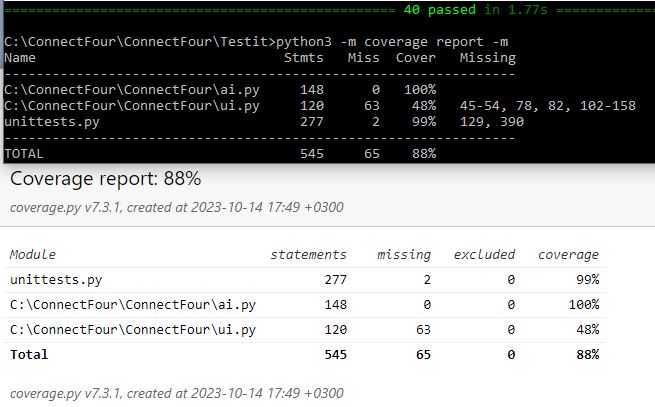 ============================================ 40 passed in 1.77s =============
C:\ConnectFour\ConnectFour\Testit>python3 -m coverage report -m
Name                               Stmts   Miss  Cover   Missing
----------------------------------------------------------------
C:\ConnectFour\ConnectFour\ai.py     148      0   100%
C:\ConnectFour\ConnectFour\ui.py     120     63    48%   45-54, 78, 82, 102-158
unittests.py                         277      2    99%   129, 390
----------------------------------------------------------------
TOTAL                                545     65    88%
Coverage report: 88%
coverage.py v7.3.1, created at 2023-10-14 17:49 +0300
Module statements missing excluded coverage
unittests.py 277 2 0 99%
C:\ConnectFour\ConnectFour\ai.py 148 0 0 100%
C:\ConnectFour\ConnectFour\ui.py 120 63 0 48%
Total 545 65 0 88%
coverage.py v7.3.1, created at 2023-10-14 17:49 +0300